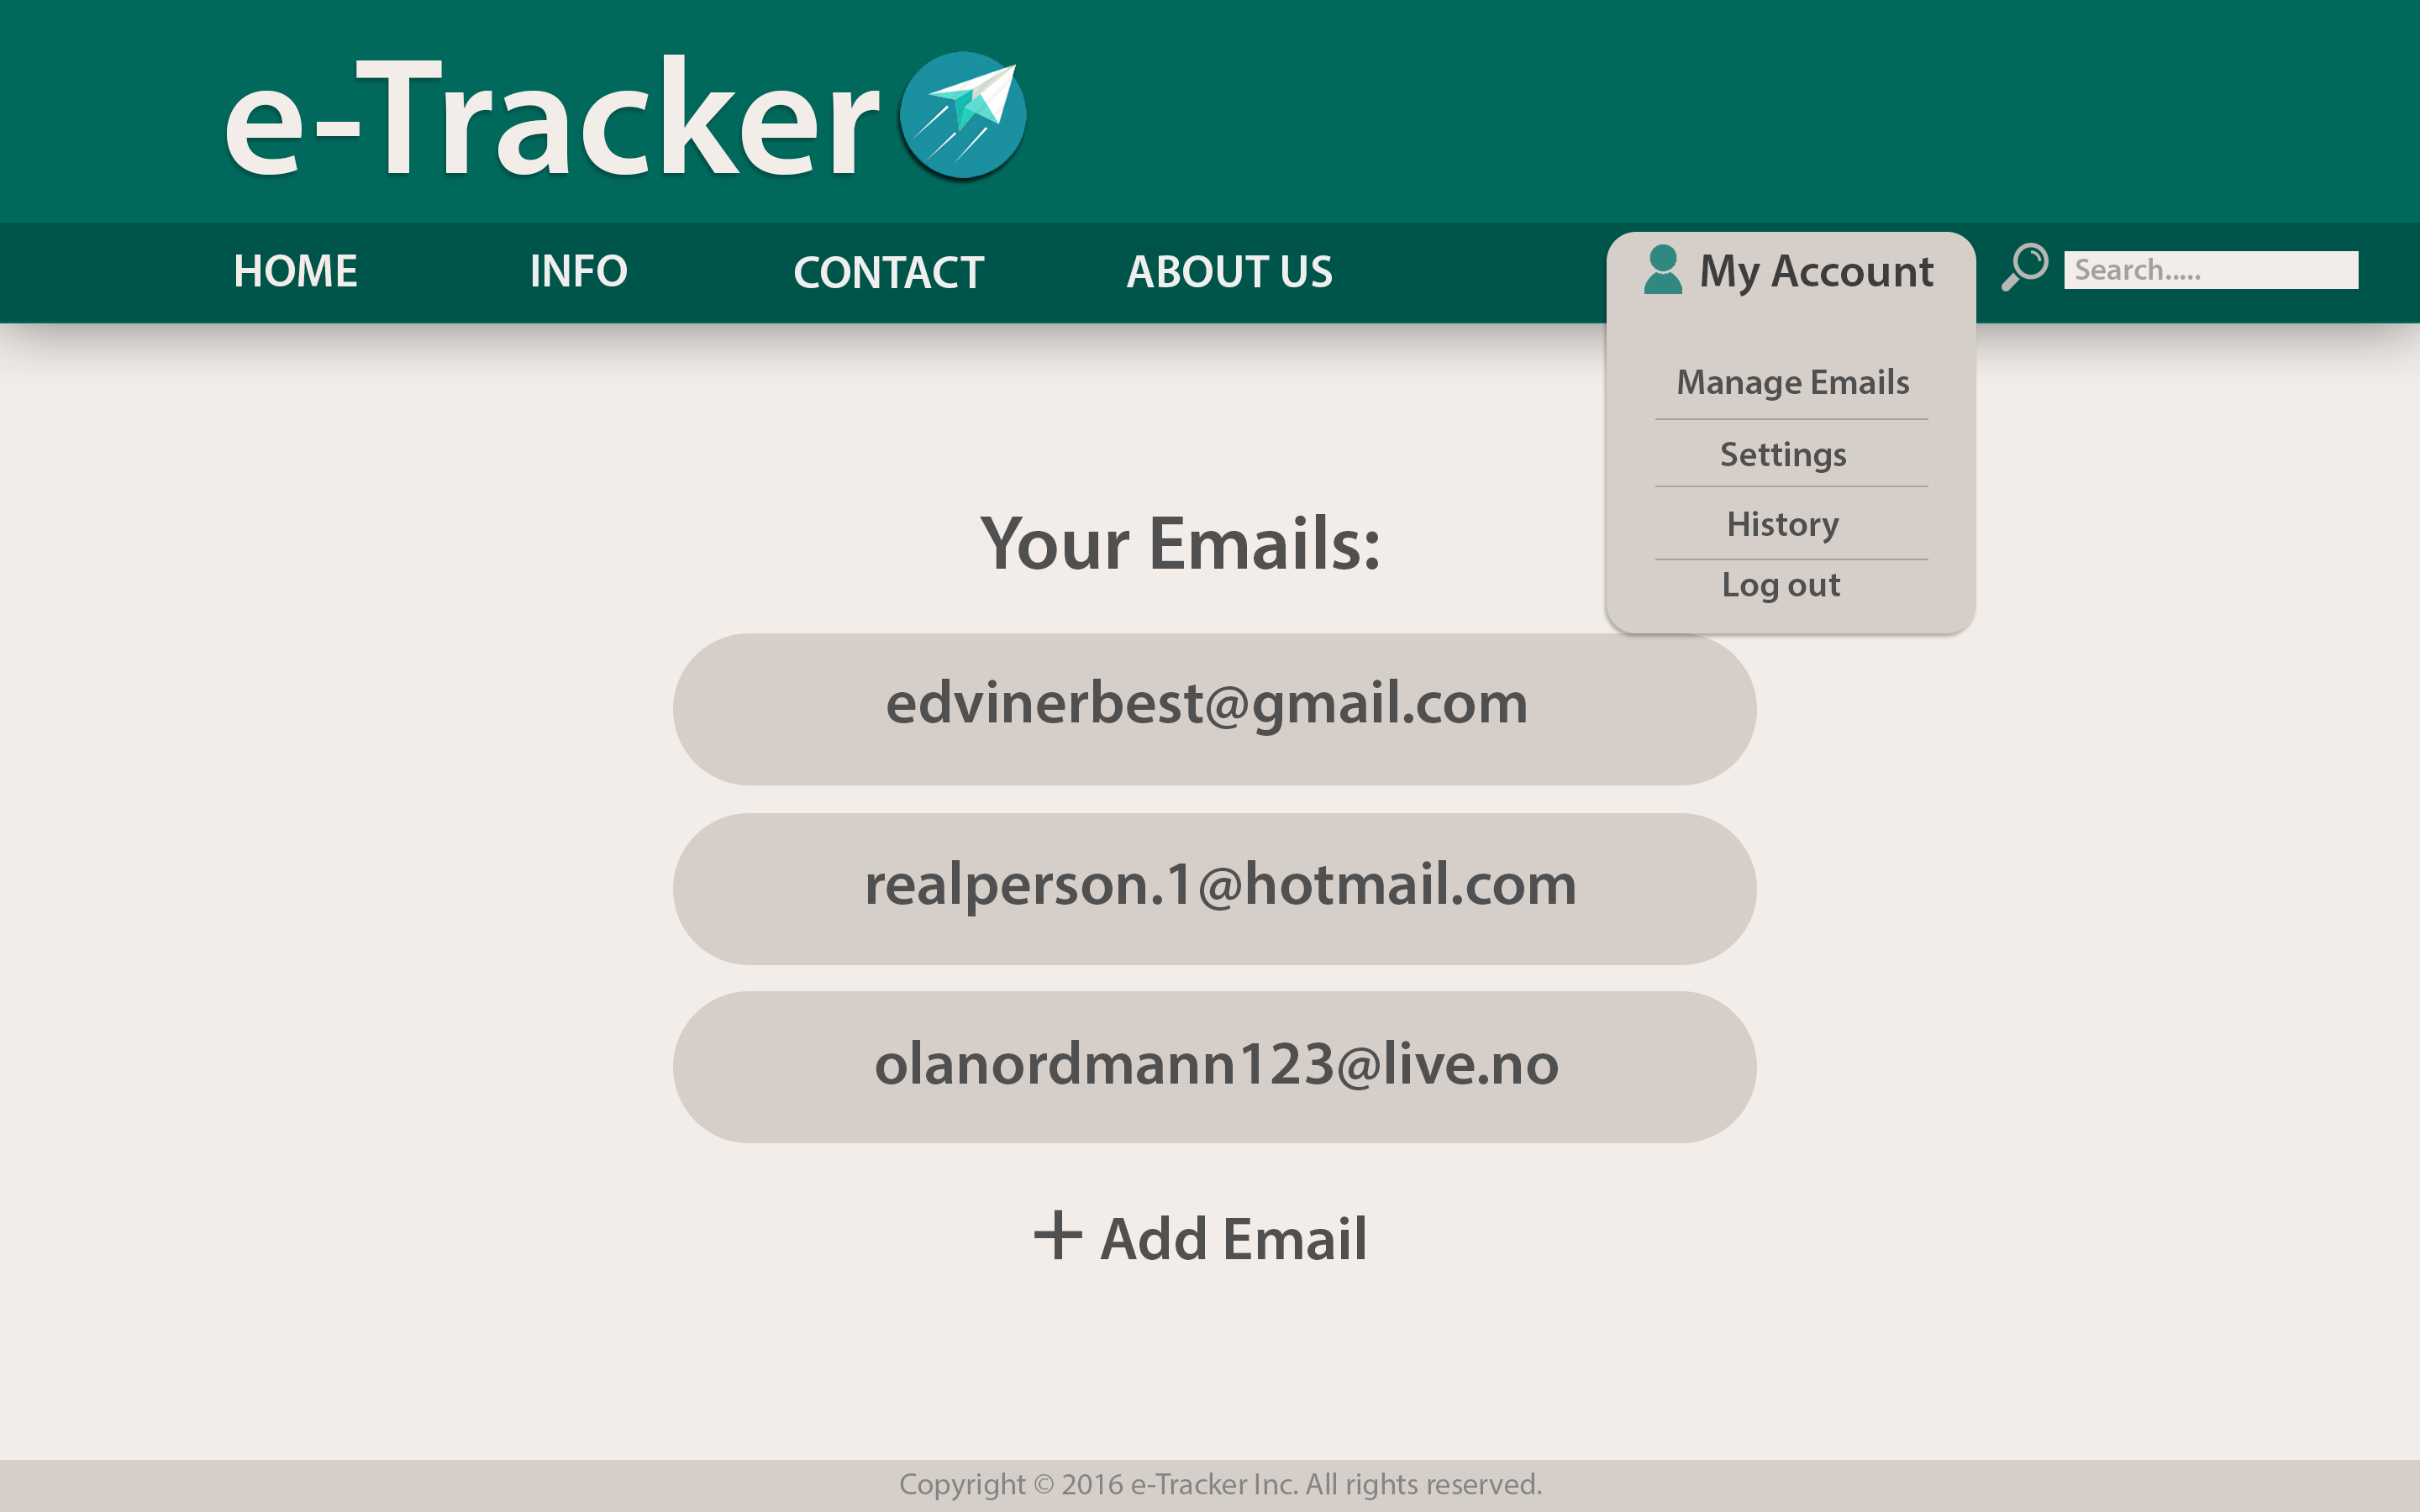 e-Tracker
HOME INFO CONTACT ABOUT US My Account Search.....
Manage Emails
Settings
History
Log out
Your Emails:
edvinerbest@gmail.com
realperson.1@hotmail.com
olanordmann123@live.no
+ Add Email
Copyright © 2016 e-Tracker Inc. All rights reserved.